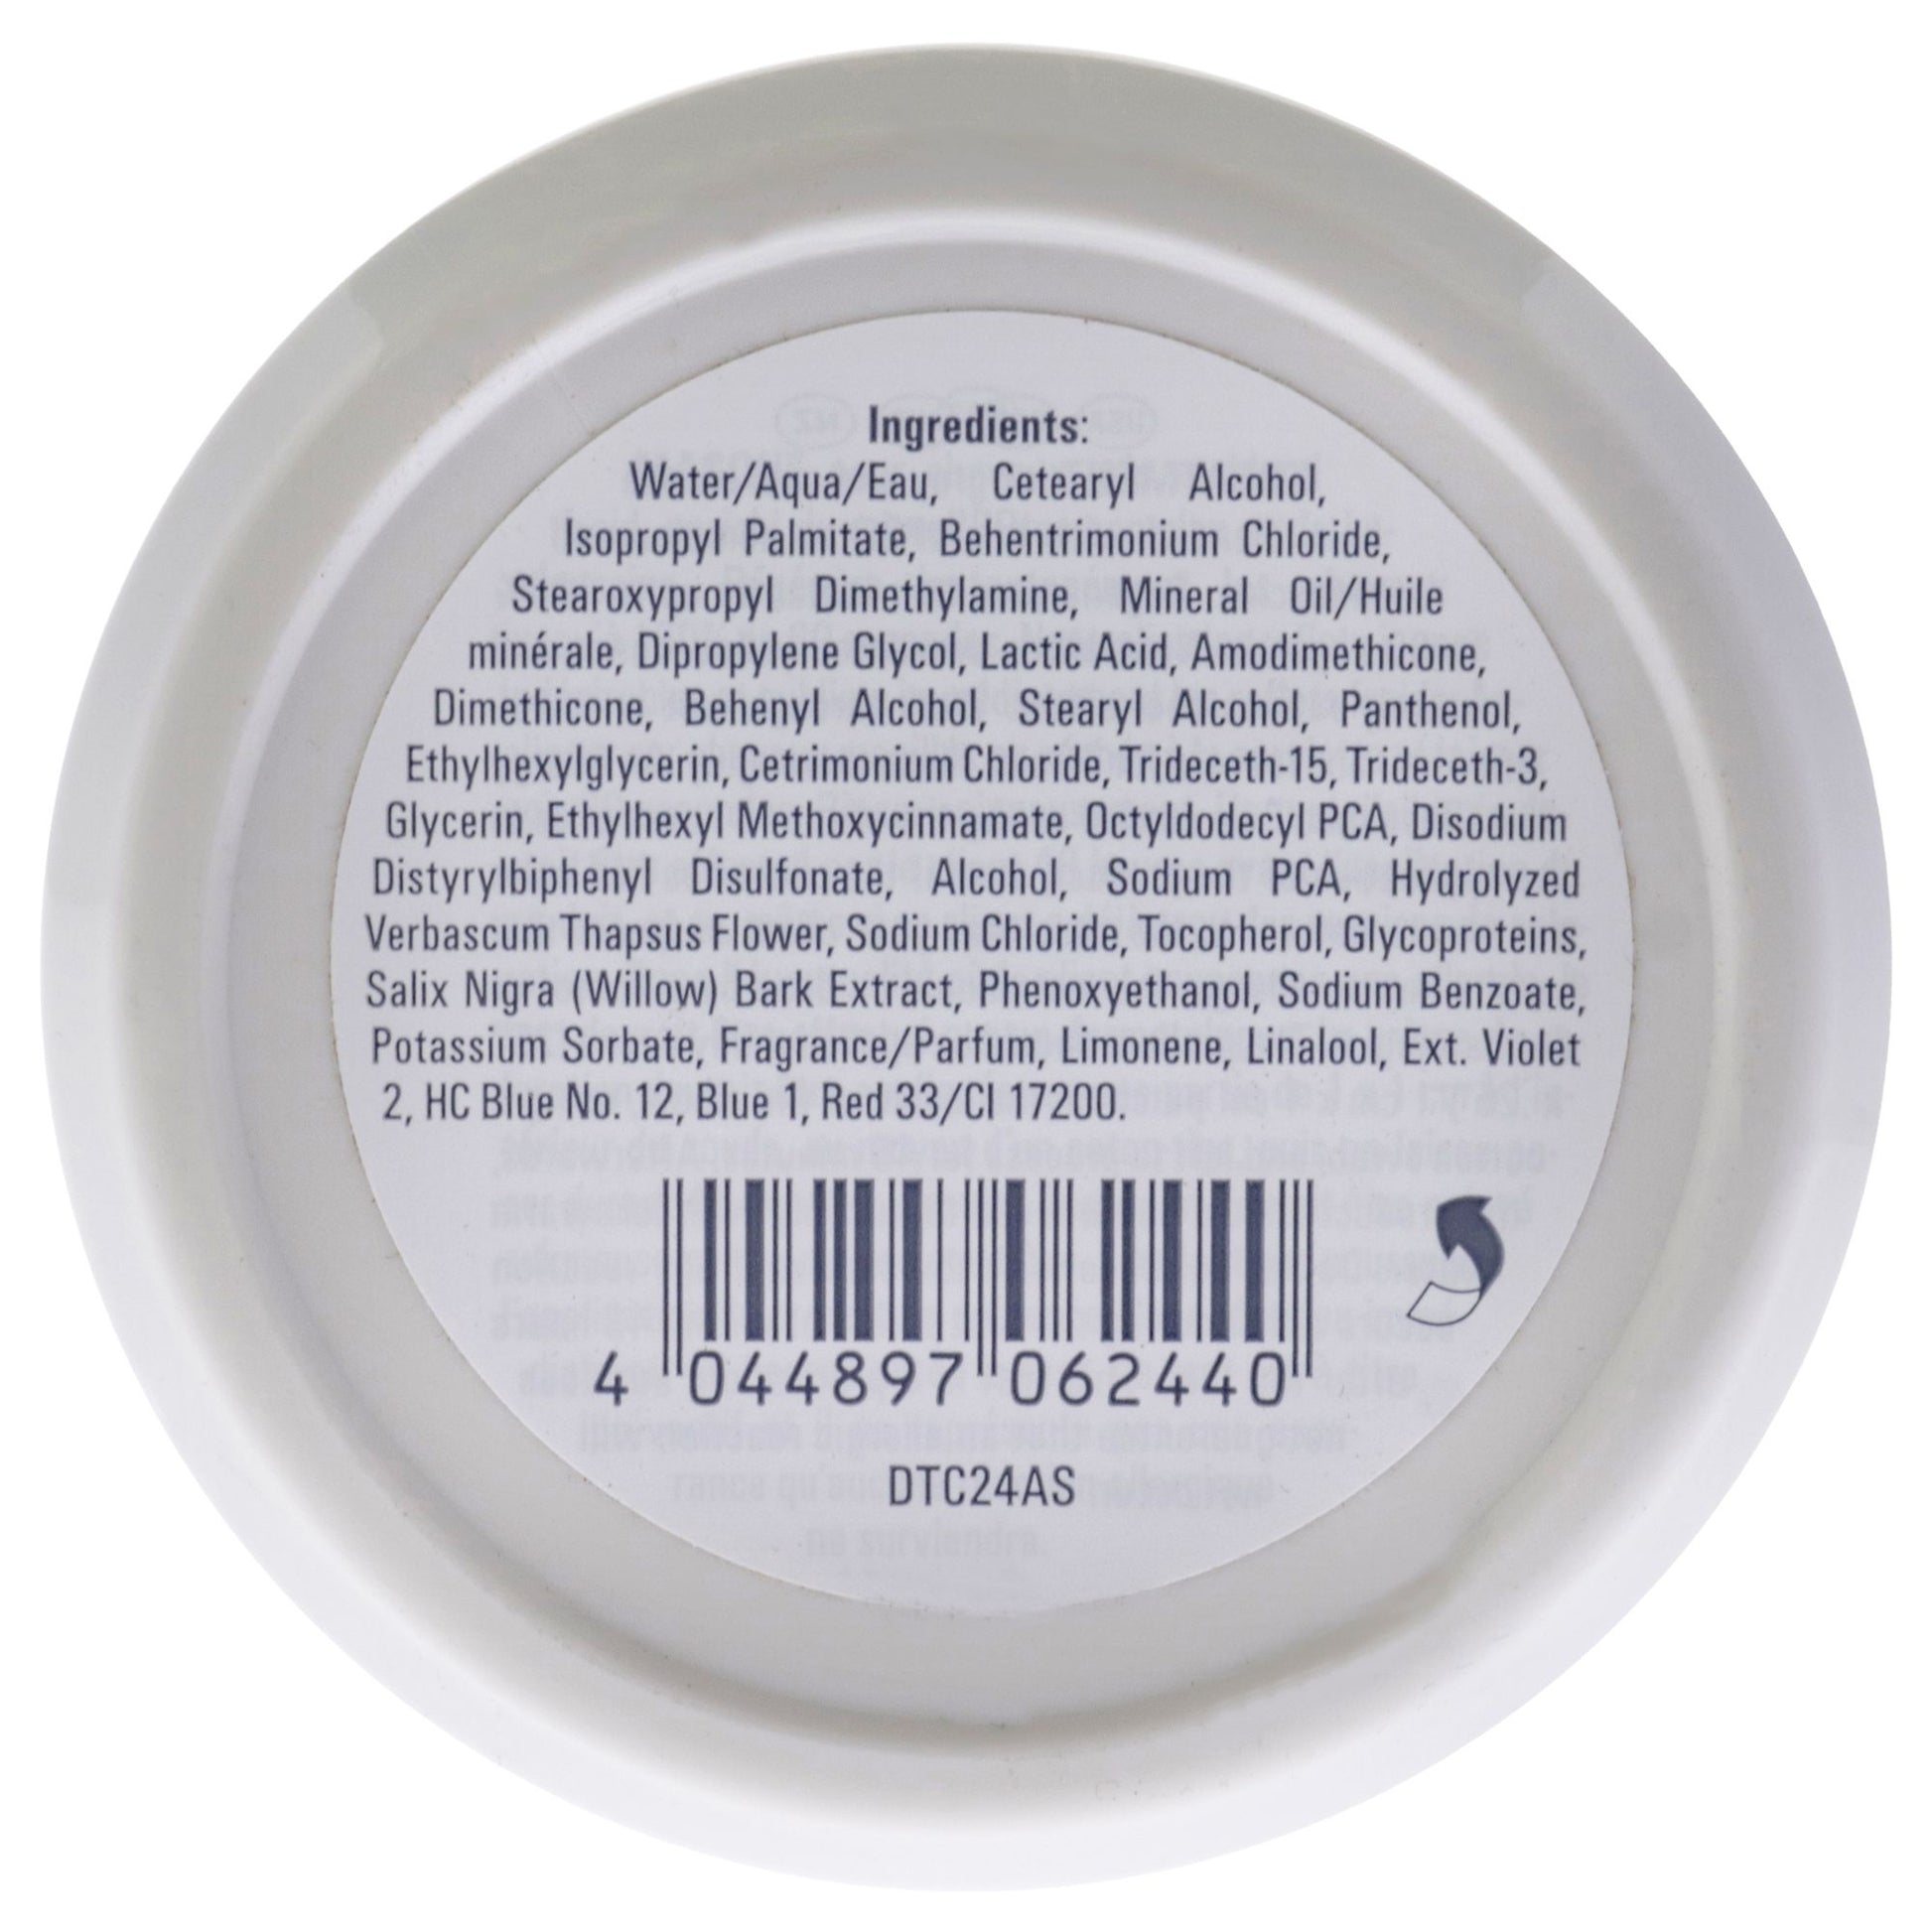 Ingredients:
Water/Aqua/Eau, Cetearyl Alcohol,
Isopropyl Palmitate, Behentrimonium Chloride,
Stearoxypropyl Dimethylamine, Mineral Oil/Huile
minérale, Dipropylene Glycol, Lactic Acid, Amodimethicone,
Dimethicone, Behenyl Alcohol, Stearyl Alcohol, Panthenol,
Ethylhexylglycerin, Cetrimonium Chloride, Trideceth-15, Trideceth-3,
Glycerin, Ethylhexyl Methoxycinnamate, Octyldodecyl PCA, Disodium
Distyrylbiphenyl Disulfonate, Alcohol, Sodium PCA, Hydrolyzed
Verbascum Thapsus Flower, Sodium Chloride, Tocopherol, Glycoproteins,
Salix Nigra (Willow) Bark Extract, Phenoxyethanol, Sodium Benzoate,
Potassium Sorbate, Fragrance/Parfum, Limonene, Linalool, Ext. Violet
2, HC Blue No. 12, Blue 1, Red 33/CI 17200.
4 044897 062440
DTC24AS